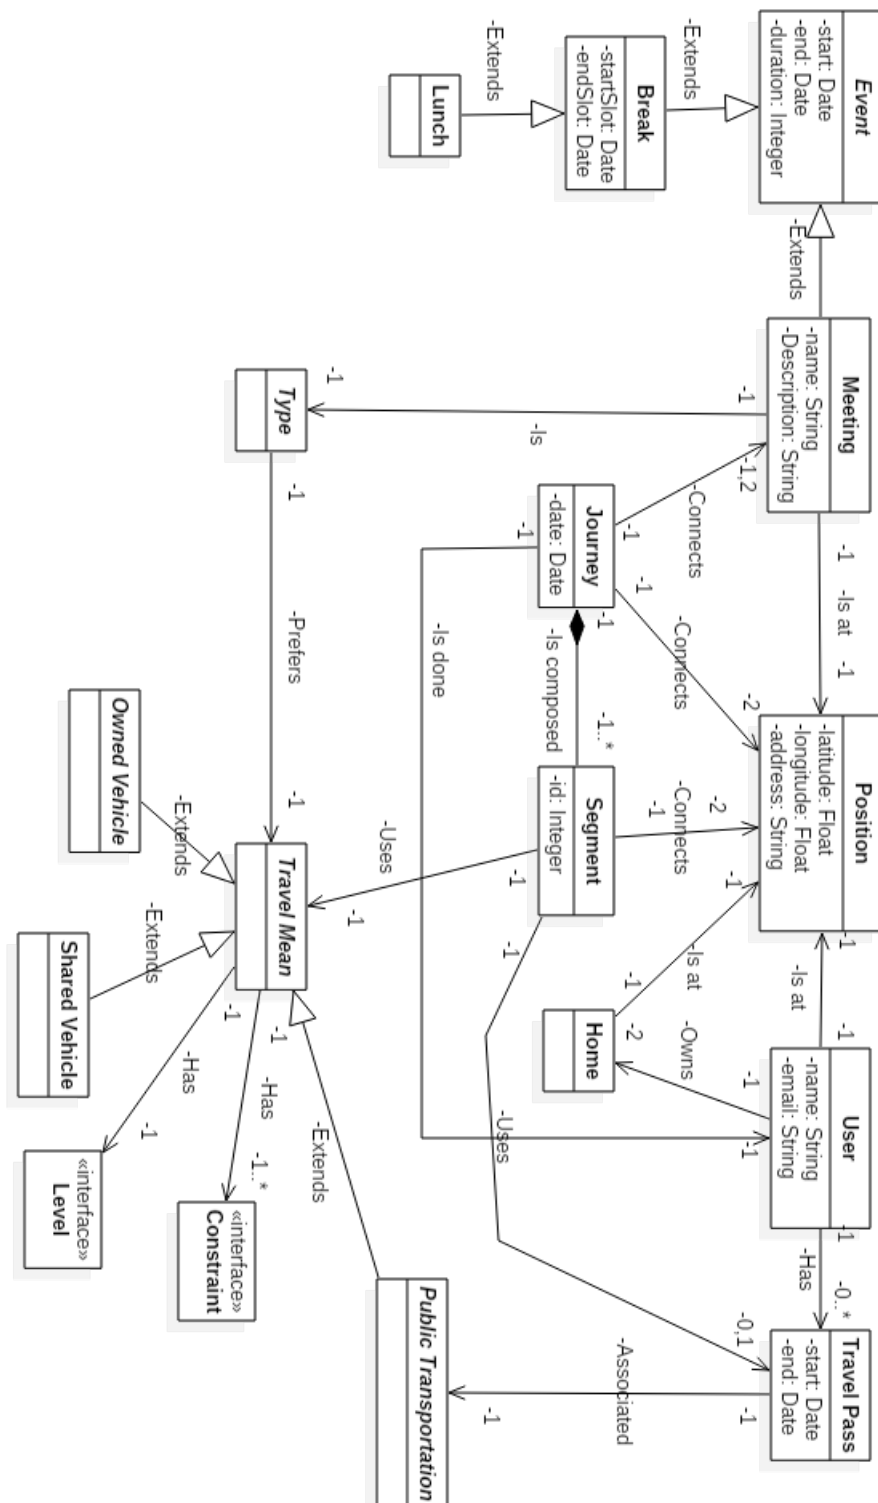 Event
-start: Date
-end: Date
-duration: Integer
-Extends
Break
-startSlot: Date
-endSlot: Date
-Extends
Lunch
-Extends
Meeting
-name: String
-Description: String
-1
-Is at
-1
-1
-Is
-1
-1,2
-Connects
-1
Type
-1
-Prefers
-1
Journey
-date: Date
-1
-Connects
-2
-1
-Is composed
-1..*
-1
-Is done
-1
Position
-latitude: Float
-longitude: Float
-address: String
Segment
-id: Integer
-2
-Connects
-1
-1
-Uses
-1
-1
-Uses
-0,1
Home
-1
-Is at
-1
-2
-Owns
-1
User
-name: String
-email: String
-1
-Is at
-1
-1
-Has
-0..*
Travel Pass
-start: Date
-end: Date
-1
-Associated
-1
Public Transportation
-Extends
Travel Mean
Owned Vehicle
-Extends
Shared Vehicle
-Extends
-1
-Has
-1
-1
-Has
-1..*
«interface»
Constraint
«interface»
Level